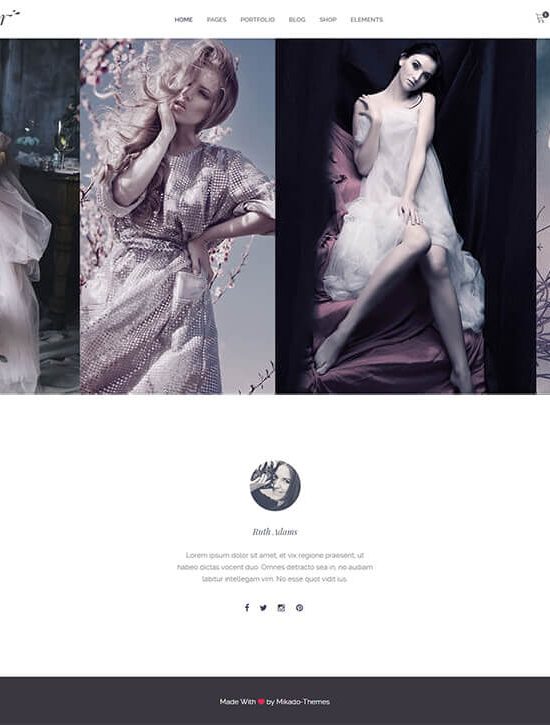 HOME PAGES PORTFOLIO BLOG SHOP ELEMENTS
Ruth Adams
Lorem ipsum dolor sit amet, et vix regione praesent, ut
habeo dictas vocent duo. Omnes detracto sea in, no audiam
labitur intellegam vim. No esse quot vidit ius.
Made With ❤ by Mikado-Themes